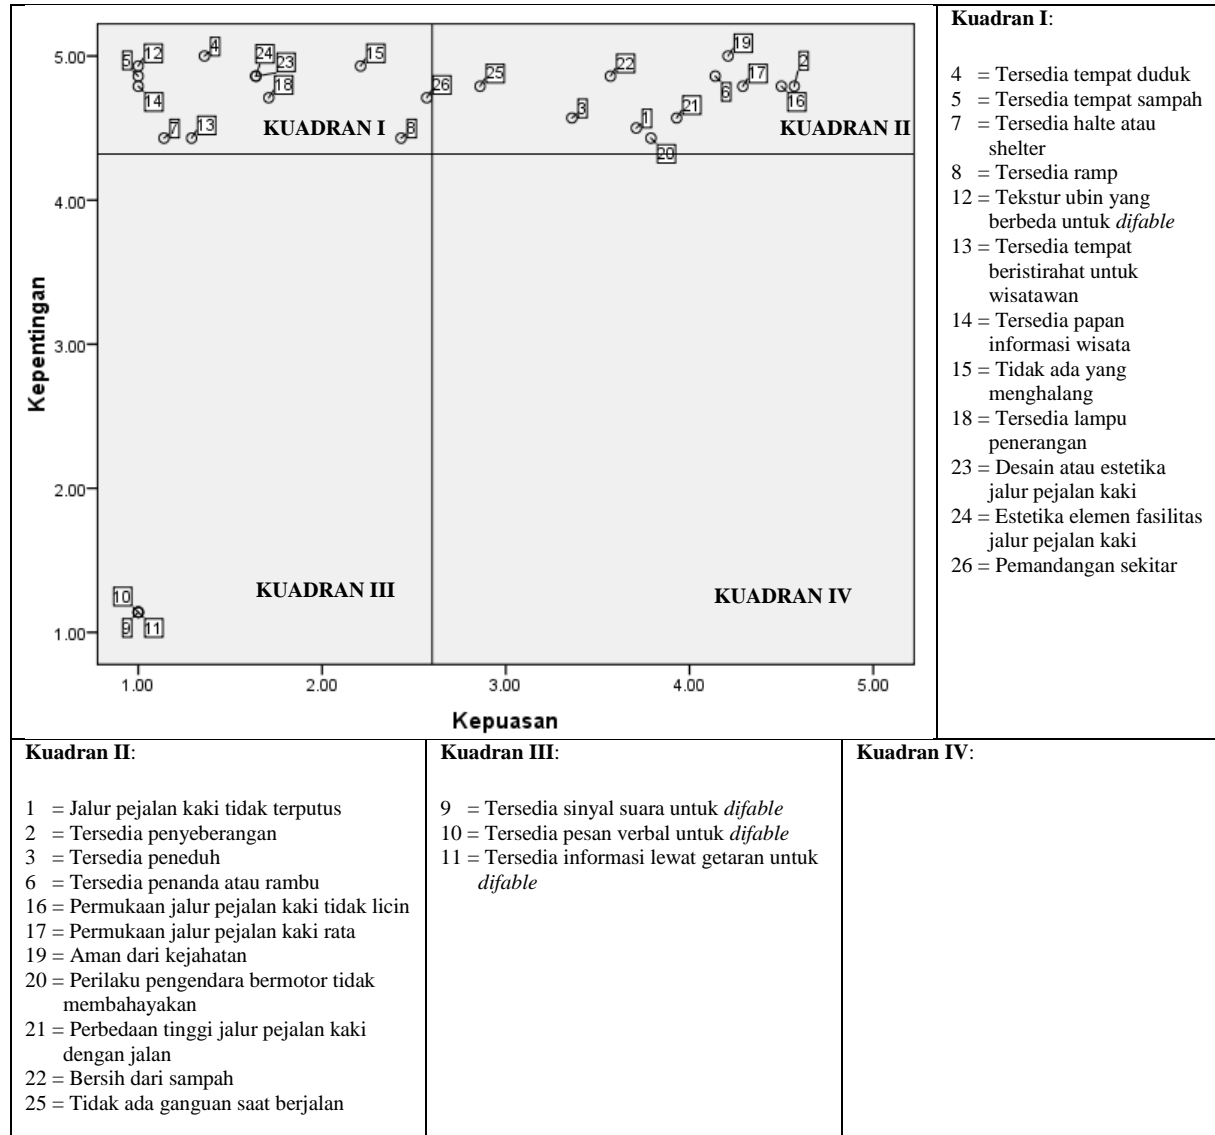 5.00
4.00
3.00
2.00
1.00
Kepentingan
1.00
2.00
3.00
4.00
5.00
Kepuasan
5
12
4
24
23
15
14
18
26
7
13
8
25
22
19
2
17
6
16
3
1
21
20
10
9
11
KUADRAN I
KUADRAN II
KUADRAN III
KUADRAN IV
Kuadran I:
4 = Tersedia tempat duduk
5 = Tersedia tempat sampah
7 = Tersedia halte atau
shelter
8 = Tersedia ramp
12 = Tekstur ubin yang
berbeda untuk difable
13 = Tersedia tempat
beristirahat untuk
wisatawan
14 = Tersedia papan
informasi wisata
15 = Tidak ada yang
menghalang
18 = Tersedia lampu
penerangan
23 = Desain atau estetika
jalur pejalan kaki
24 = Estetika elemen fasilitas
jalur pejalan kaki
26 = Pemandangan sekitar
Kuadran II:
1 = Jalur pejalan kaki tidak terputus
2 = Tersedia penyeberangan
3 = Tersedia peneduh
6 = Tersedia penanda atau rambu
16 = Permukaan jalur pejalan kaki tidak licin
17 = Permukaan jalur pejalan kaki rata
19 = Aman dari kejahatan
20 = Perilaku pengendara bermotor tidak
membahayakan
21 = Perbedaan tinggi jalur pejalan kaki
dengan jalan
22 = Bersih dari sampah
25 = Tidak ada ganguan saat berjalan
Kuadran III:
9 = Tersedia sinyal suara untuk difable
10 = Tersedia pesan verbal untuk difable
11 = Tersedia informasi lewat getaran untuk
difable
Kuadran IV: